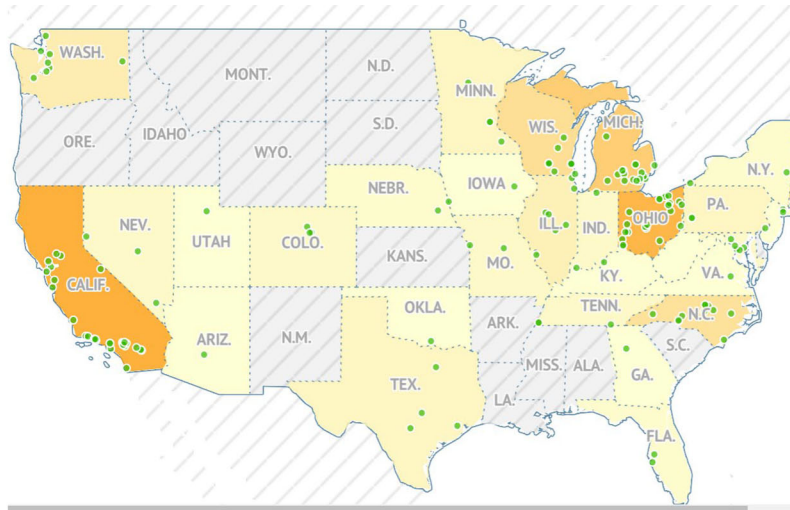 D
WASH.
MONT.
N.D.
MINN.
ORE.
IDAHO
S.D.
WIS.
MICH.
WYO.
N.Y.
NEBR.
IOWA
PA.
OHIO
NEV.
UTAH
COLO.
ILL.
IND.
KANS.
MO.
KY.
VA.
CALIF.
OKLA.
TENN.
N.C.
ARIZ.
N.M.
ARK.
S.C.
MISS.
ALA.
GA.
TEX.
LA.
FLA.